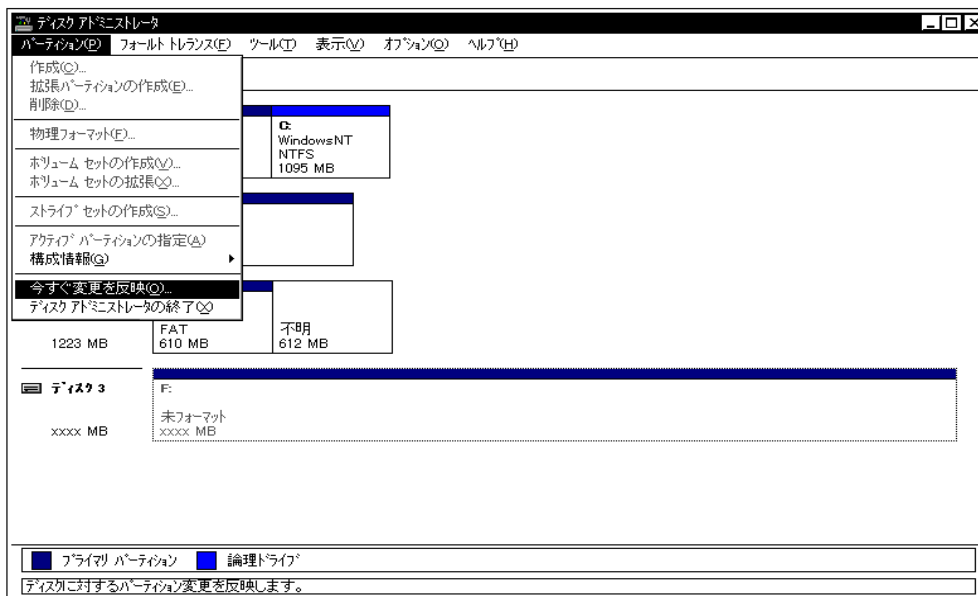 ディスク アドミニストレータ
パーティション(P) フォールト トレランス(F) ツール(T) 表示(V) オプション(O) ヘルプ(H)
作成(C)...
拡張パーティションの作成(E)...
削除(D)...
物理フォーマット(F)...
ボリューム セットの作成(V)...
ボリューム セットの拡張(X)...
ストライプ セットの作成(S)...
アクティブ パーティションの指定(A)
構成情報(G)
今すぐ変更を反映(O)...
ディスク アドミニストレータの終了(X)
C:
WindowsNT
NTFS
1095 MB
1223 MB
FAT
610 MB
不明
612 MB
ディスク 3
xxxx MB
F:
未フォーマット
xxxx MB
プライマリ パーティション 論理ドライブ
ディスクに対するパーティション変更を反映します。